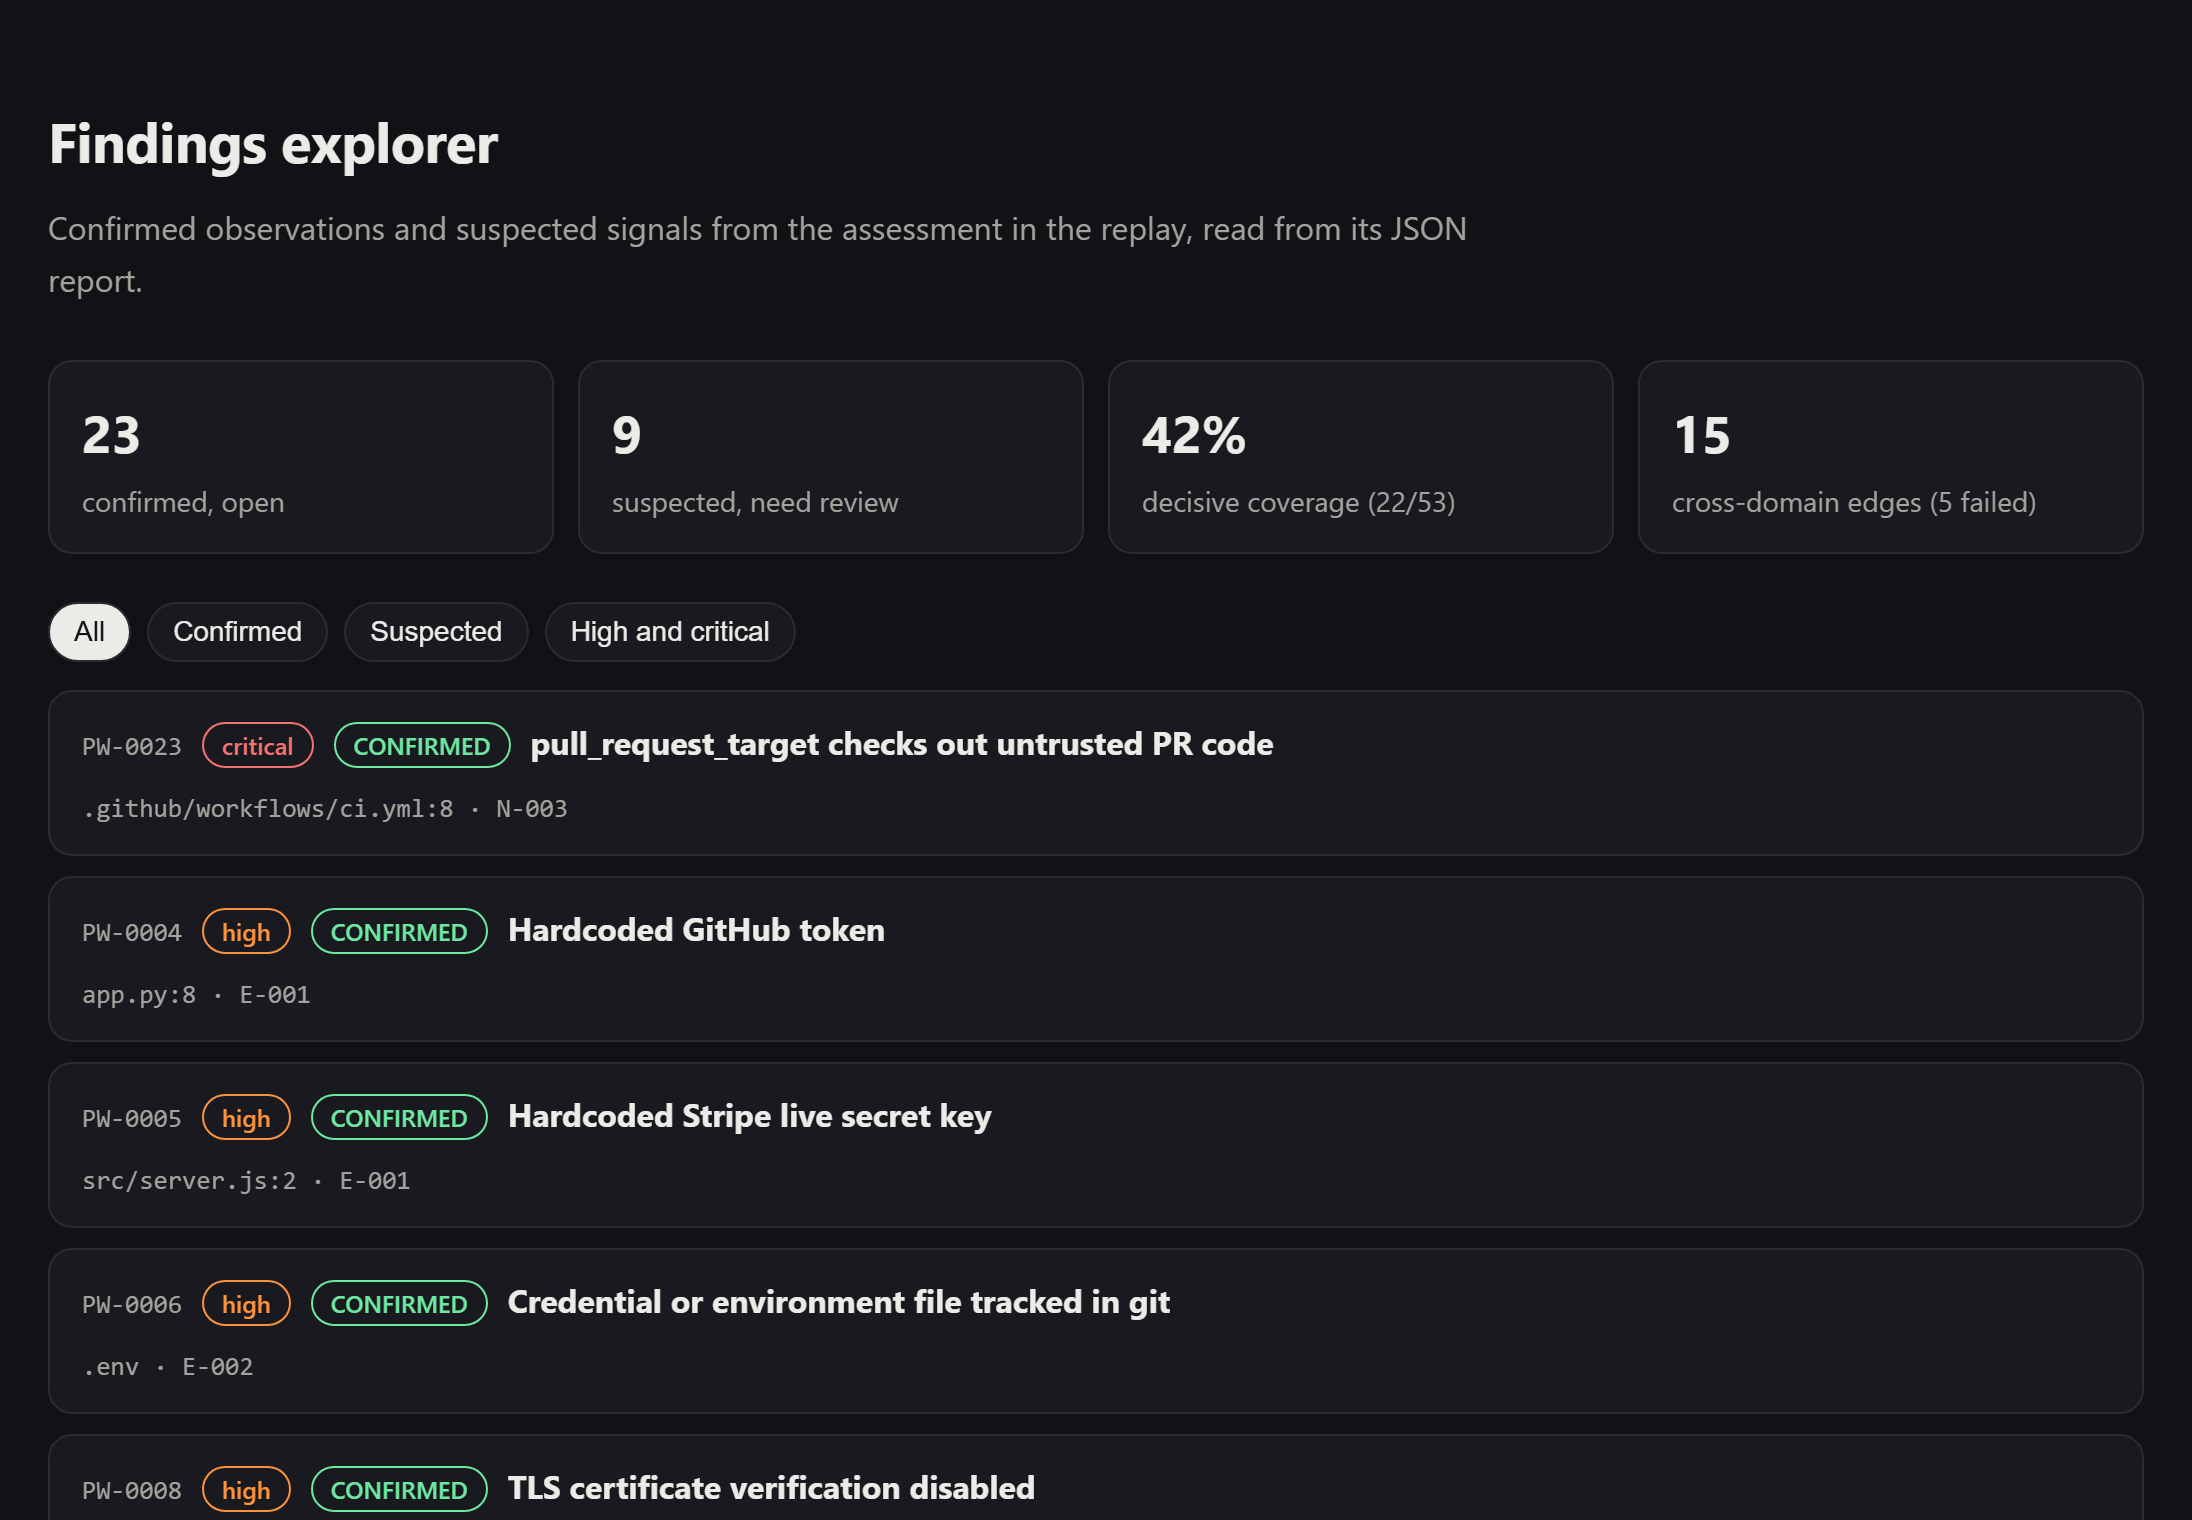 Findings explorer
Confirmed observations and suspected signals from the assessment in the replay, read from its JSON
report.
23
confirmed, open
9
suspected, need review
42%
decisive coverage (22/53)
15
cross-domain edges (5 failed)
All
Confirmed
Suspected
High and critical
PW-0023 critical CONFIRMED pull_request_target checks out untrusted PR code
.github/workflows/ci.yml:8 · N-003
PW-0004 high CONFIRMED Hardcoded GitHub token
app.py:8 · E-001
PW-0005 high CONFIRMED Hardcoded Stripe live secret key
src/server.js:2 · E-001
PW-0006 high CONFIRMED Credential or environment file tracked in git
.env · E-002
PW-0008 high CONFIRMED TLS certificate verification disabled